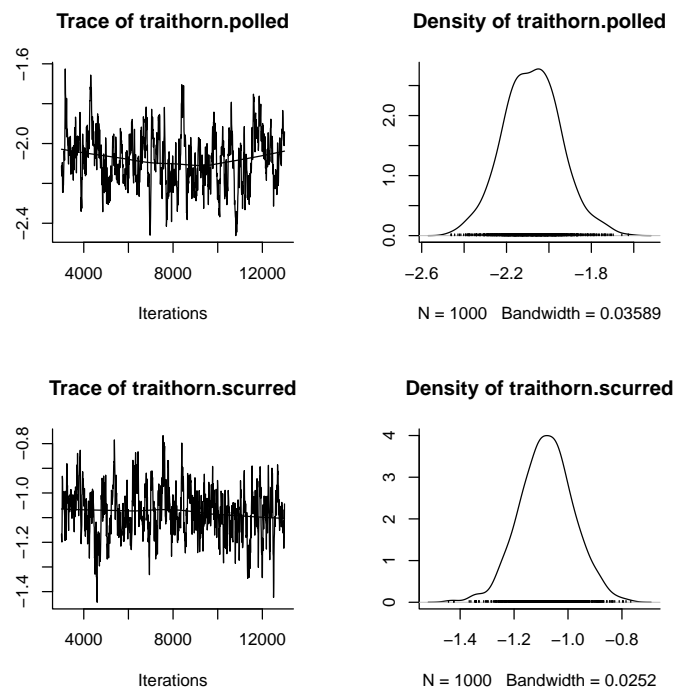 Trace of traithorn.polled
−1.6
−2.0
−2.4
4000 8000 12000
Iterations
Density of traithorn.polled
2.0
1.0
0.0
−2.6 −2.2 −1.8
N = 1000 Bandwidth = 0.03589
Trace of traithorn.scurred
−0.8
−1.0
−1.2
−1.4
4000 8000 12000
Iterations
Density of traithorn.scurred
4
3
2
1
0
−1.4 −1.2 −1.0 −0.8
N = 1000 Bandwidth = 0.0252